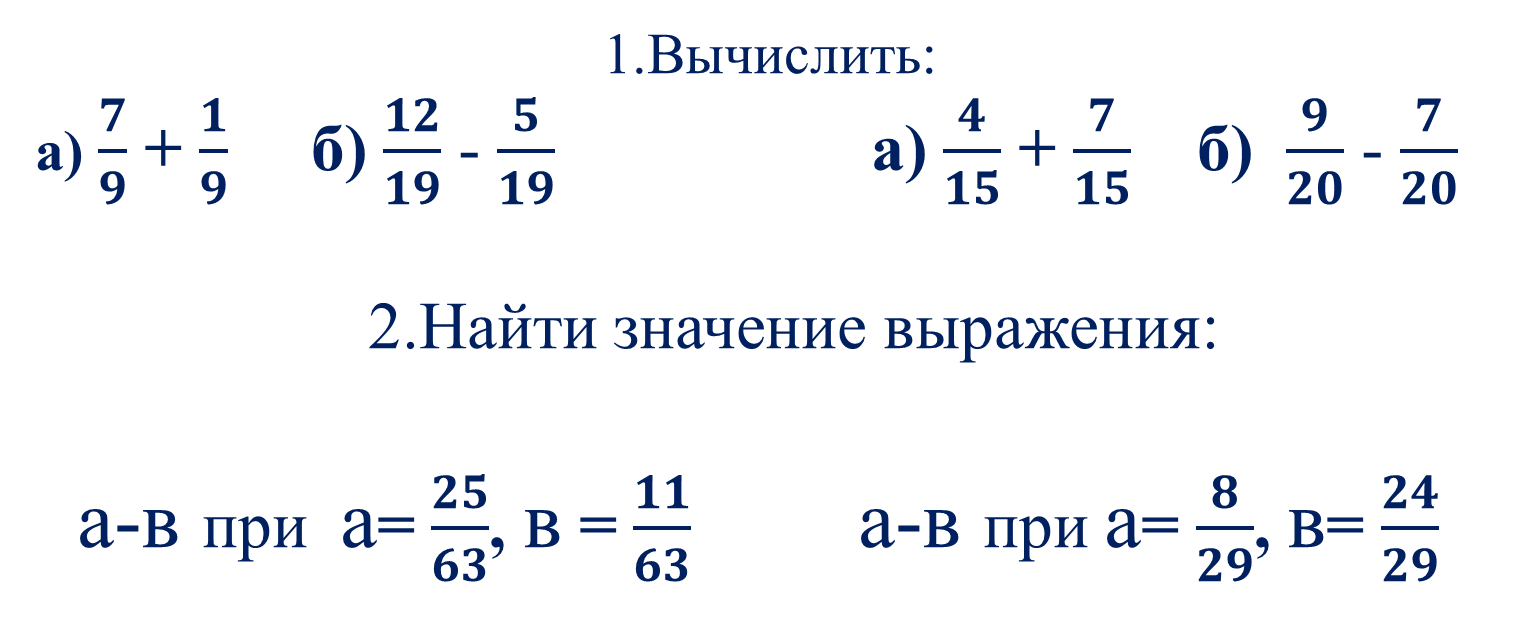 1.Вычислить:
а) 7/9 + 1/9 б) 12/19 - 5/19 а) 4/15 + 7/15 б) 9/20 - 7/20
2.Найти значение выражения:
а-в при а= 25/63, в = 11/63 а-в при а= 8/29, в= 24/29